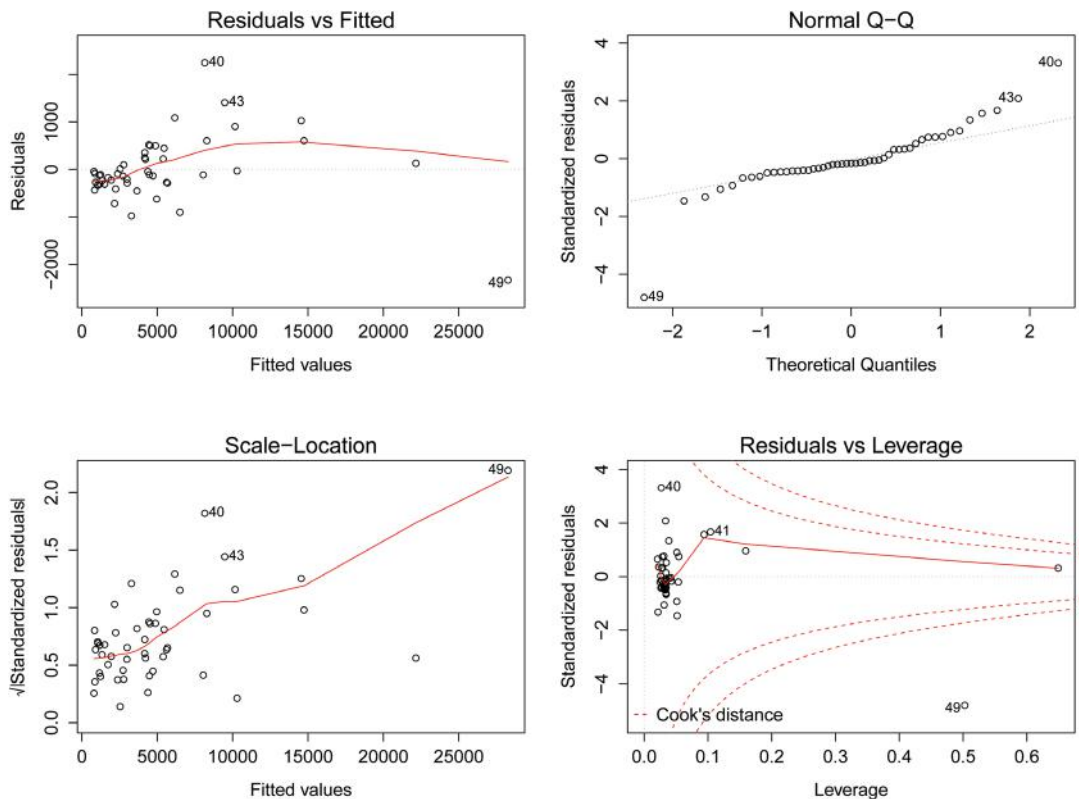 Residuals vs Fitted
Residuals
1000
0
−2000
40
43
49
0 5000 10000 15000 20000 25000
Fitted values
Normal Q−Q
Standardized residuals
4
2
0
−2
−4
40
43
49
−2 −1 0 1 2
Theoretical Quantiles
Scale−Location
√|Standardized residuals|
2.0
1.5
1.0
0.5
0.0
49
40
43
0 5000 10000 15000 20000 25000
Fitted values
Residuals vs Leverage
Standardized residuals
4
2
0
−2
−4
40
41
49
Cook's distance
0.0 0.1 0.2 0.3 0.4 0.5 0.6
Leverage